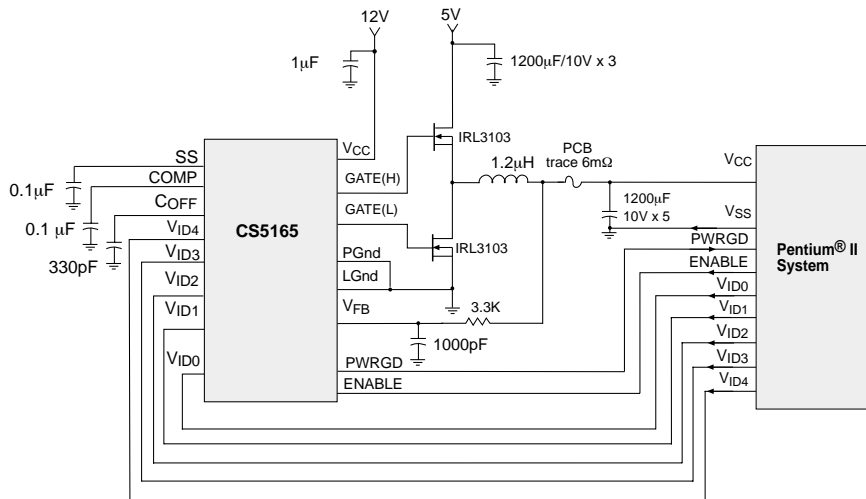 12V
5V
1μF
1200μF/10V x 3
IRL3103
PCB
trace 6mΩ
1.2μH
SS
COMP
COFF
VID4
VID3
VID2
VID1
VID0
0.1μF
0.1 μF
330pF
CS5165
VCC
GATE(H)
GATE(L)
PGnd
LGnd
VFB
PWRGD
ENABLE
IRL3103
3.3K
1000pF
1200μF
10V x 5
VCC
VSS
PWRGD
ENABLE
VID0
VID1
VID2
VID3
VID4
Pentium® II
System